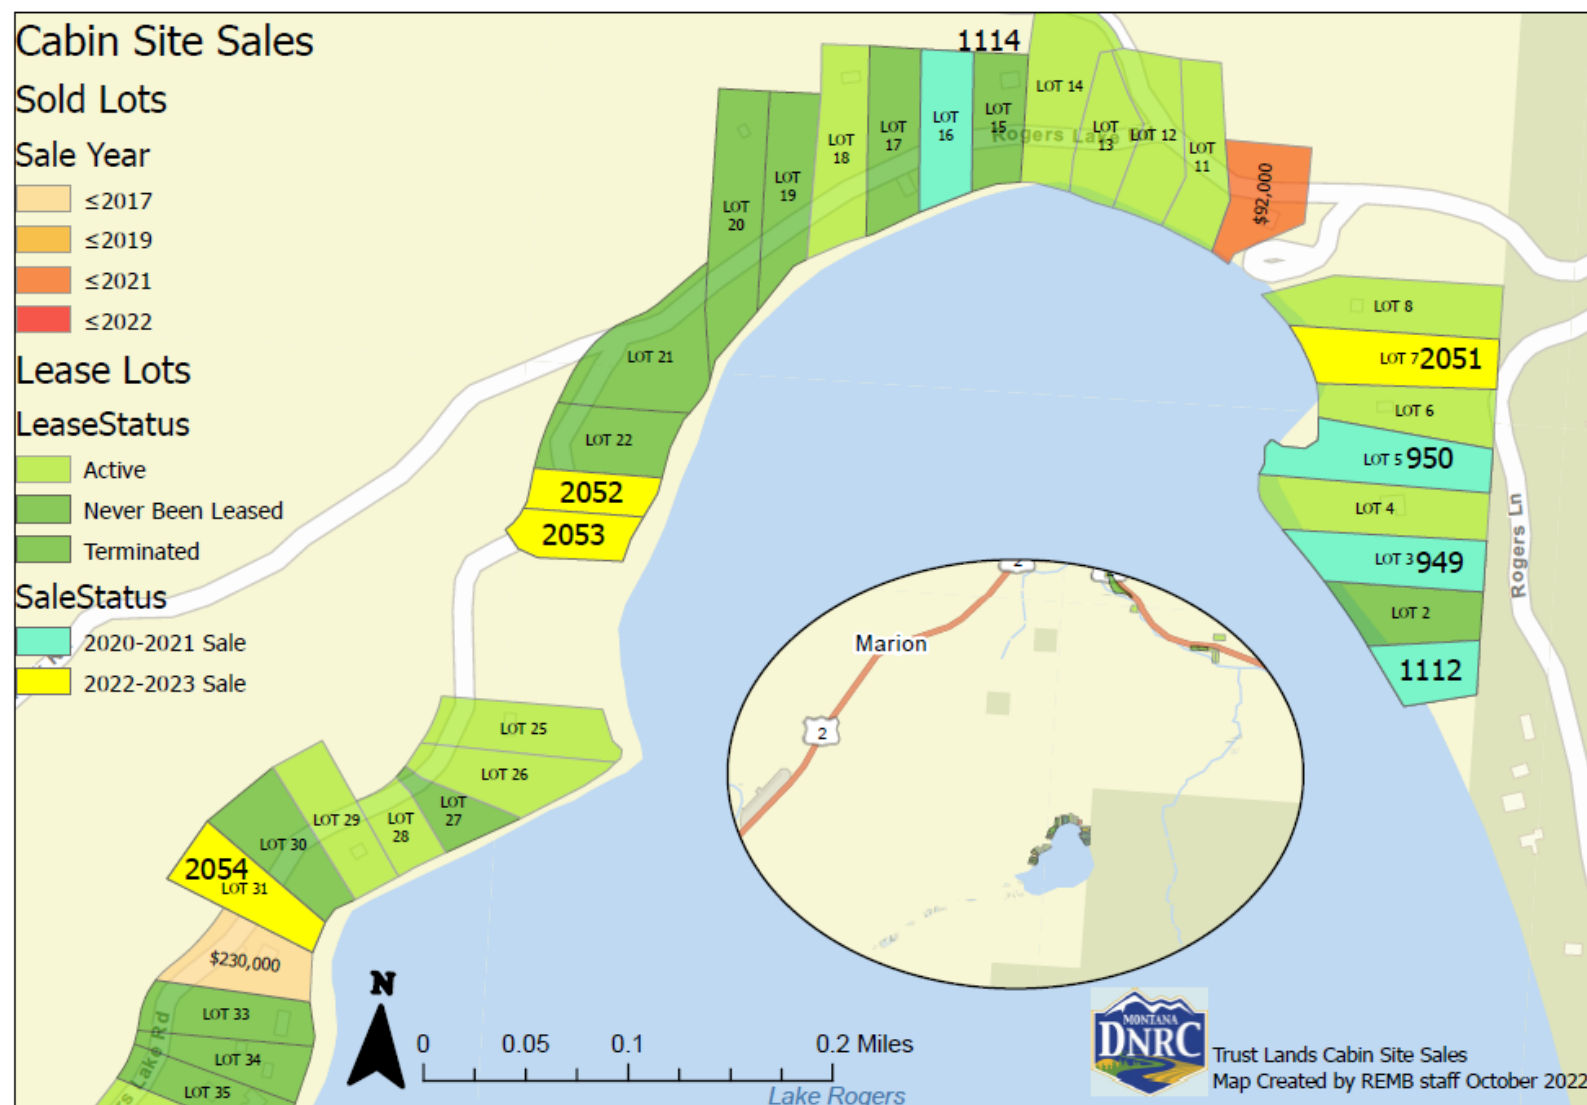 Cabin Site Sales
Sold Lots
Sale Year
≤2017
≤2019
≤2021
≤2022
Lease Lots
LeaseStatus
Active
Never Been Leased
Terminated
SaleStatus
2020-2021 Sale
2022-2023 Sale
1114
LOT 14
LOT
13
LOT 12
LOT
11
$92,000
LOT
15
LOT
16
LOT
17
LOT
18
LOT
19
LOT
20
Rogers Lake
LOT 21
LOT 22
2052
2053
LOT 8
LOT 7 2051
LOT 6
LOT 5 950
LOT 4
LOT 3 949
LOT 2
1112
Rogers Ln
LOT 25
LOT 26
LOT
27
LOT
28
LOT 29
LOT 30
2054
LOT 31
$230,000
LOT 33
LOT 34
LOT 35
Lake Rd
Marion
2
2
N
0 0.05 0.1 0.2 Miles
Lake Rogers
MONTANA
DNRC
Trust Lands Cabin Site Sales
Map Created by REMB staff October 2022